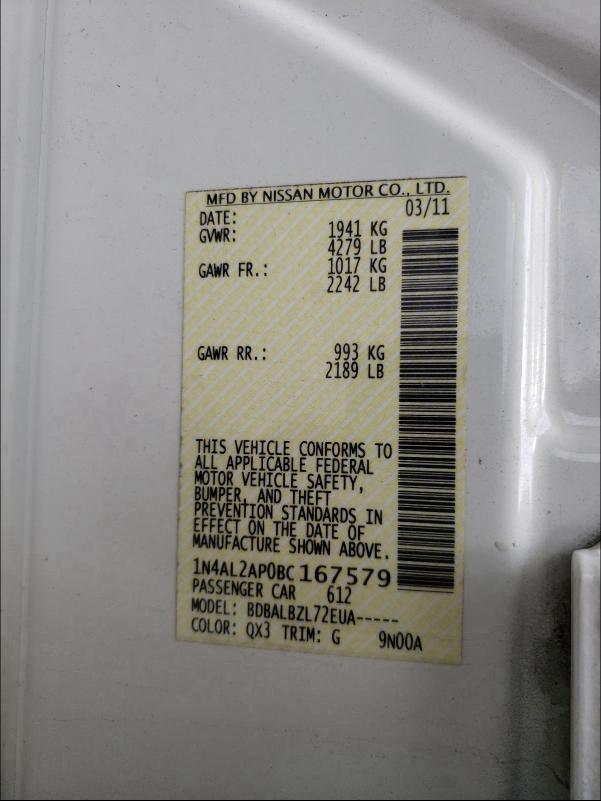 MFD BY NISSAN MOTOR CO., LTD.
DATE: 03/11
GVWR: 1941 KG
4279 LB
GAWR FR.: 1017 KG
2242 LB
GAWR RR.: 993 KG
2189 LB
THIS VEHICLE CONFORMS TO
ALL APPLICABLE FEDERAL
MOTOR VEHICLE SAFETY,
BUMPER, AND THEFT
PREVENTION STANDARDS IN
EFFECT ON THE DATE OF
MANUFACTURE SHOWN ABOVE.
1N4AL2AP0BC167579
PASSENGER CAR 612
MODEL: BDBALBZL72EUA-----
COLOR: QX3 TRIM: G 9N00A